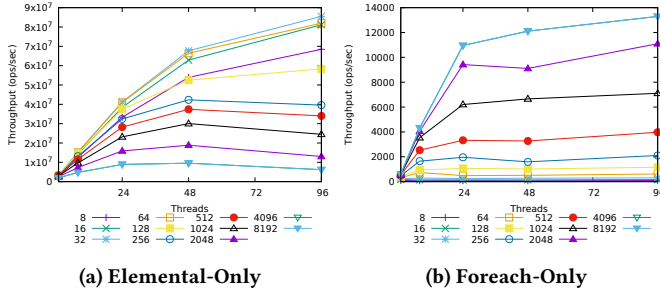 9x10⁷
8x10⁷
7x10⁷
6x10⁷
5x10⁷
4x10⁷
3x10⁷
2x10⁷
1x10⁷
0
Throughput (ops/sec)
24 48 72 96
Threads
8 64 512 4096
16 128 1024 8192
32 256 2048
(a) Elemental-Only
14000
12000
10000
8000
6000
4000
2000
0
Throughput (ops/sec)
24 48 72 96
Threads
8 64 512 4096
16 128 1024 8192
32 256 2048
(b) Foreach-Only